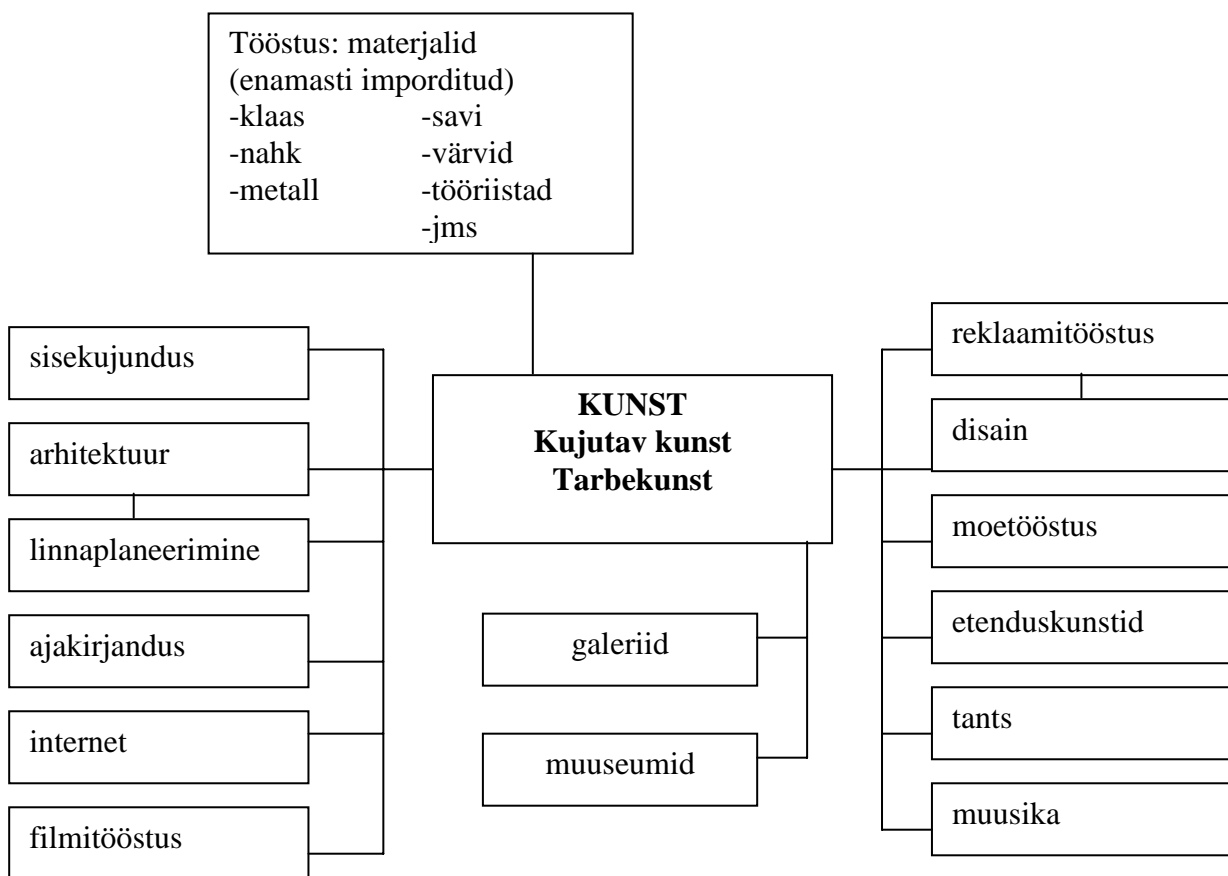 Tööstus: materjalid
(enamasti imporditud)
-klaas -savi
-nahk -värvid
-metall -tööriistad
-jms
sisekujundus
arhitektuur
linnaplaneerimine
ajakirjandus
internet
filmitööstus
KUNST
Kujutav kunst
Tarbekunst
galeriid
muuseumid
reklaamitööstus
disain
moetööstus
etenduskunstid
tants
muusika